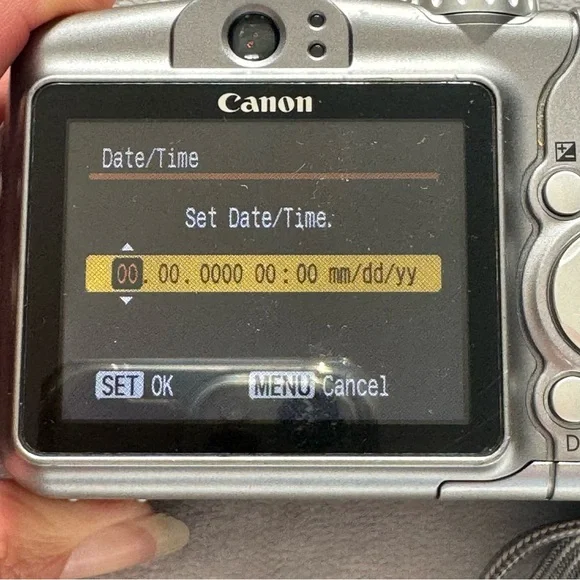 Canon
Date/Time
Set Date/Time.
00.00.0000 00:00 mm/dd/yy
SET OK
MENU Cancel
D